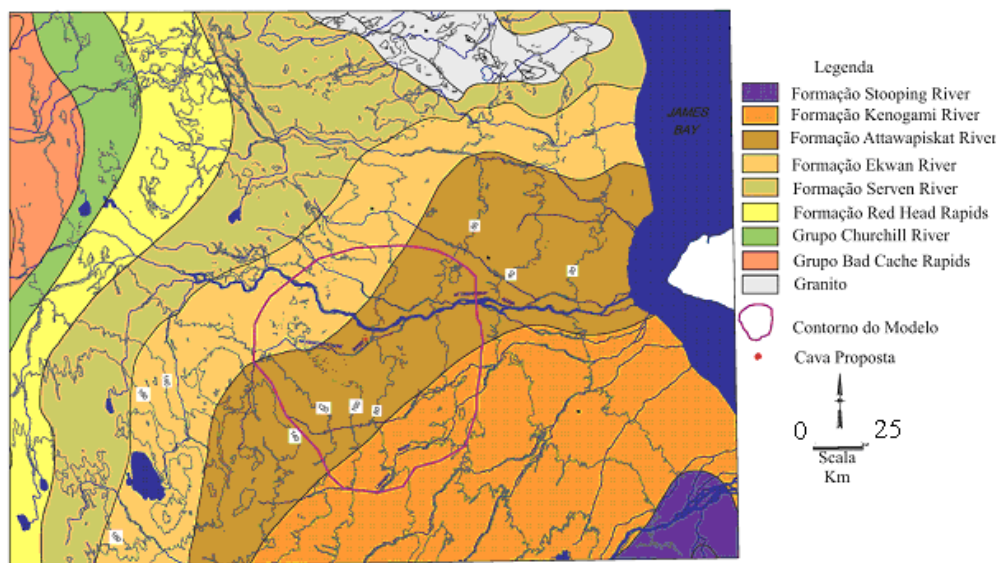 JAMES
BAY
Legenda
Formação Stooping River
Formação Kenogami River
Formação Attawapiskat River
Formação Ekwan River
Formação Serven River
Formação Red Head Rapids
Grupo Churchill River
Grupo Bad Cache Rapids
Granito
Contorno do Modelo
Cava Proposta
0 25
Scala
Km